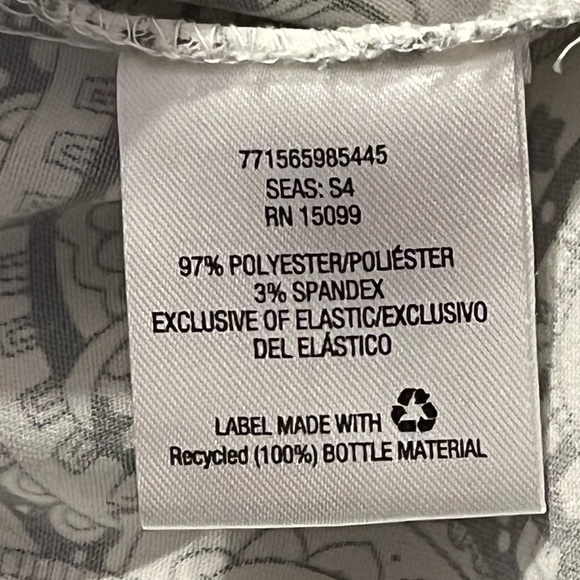 771565985445
SEAS: S4
RN 15099
97% POLYESTER/POLIÉSTER
3% SPANDEX
EXCLUSIVE OF ELASTIC/EXCLUSIVO
DEL ELÁSTICO
LABEL MADE WITH
Recycled (100%) BOTTLE MATERIAL